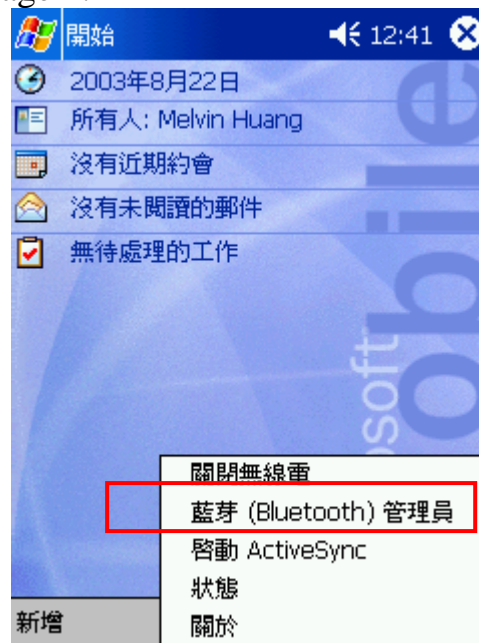 開始 12:41
2003年8月22日
所有人: Melvin Huang
沒有近期約會
沒有未閱讀的郵件
無待處理的工作
關閉無線電
藍芽 (Bluetooth) 管理員
啓動 ActiveSync
狀態
新增
關於